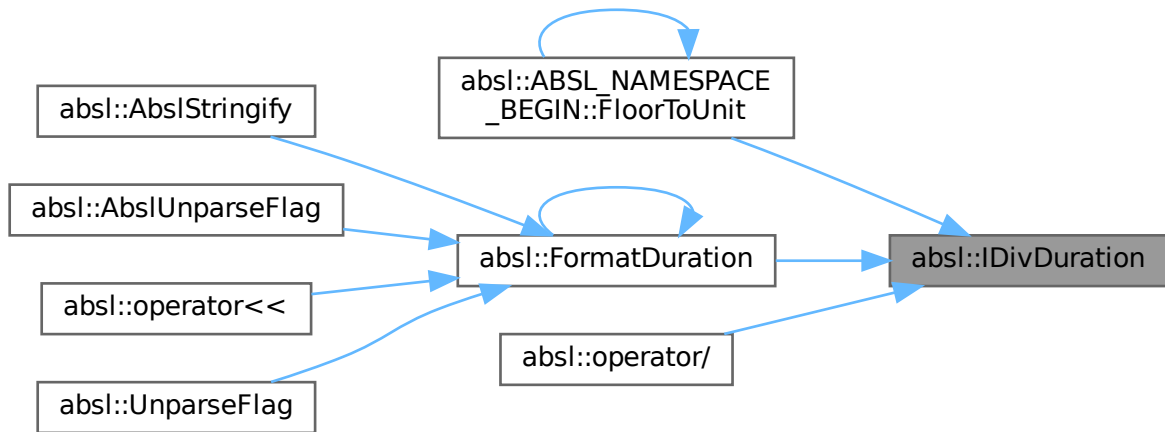 absl::ABSL_NAMESPACE
_BEGIN::FloorToUnit
absl::AbslStringify
absl::AbslUnparseFlag
absl::FormatDuration
absl::IDivDuration
absl::operator<<
absl::operator/
absl::UnparseFlag